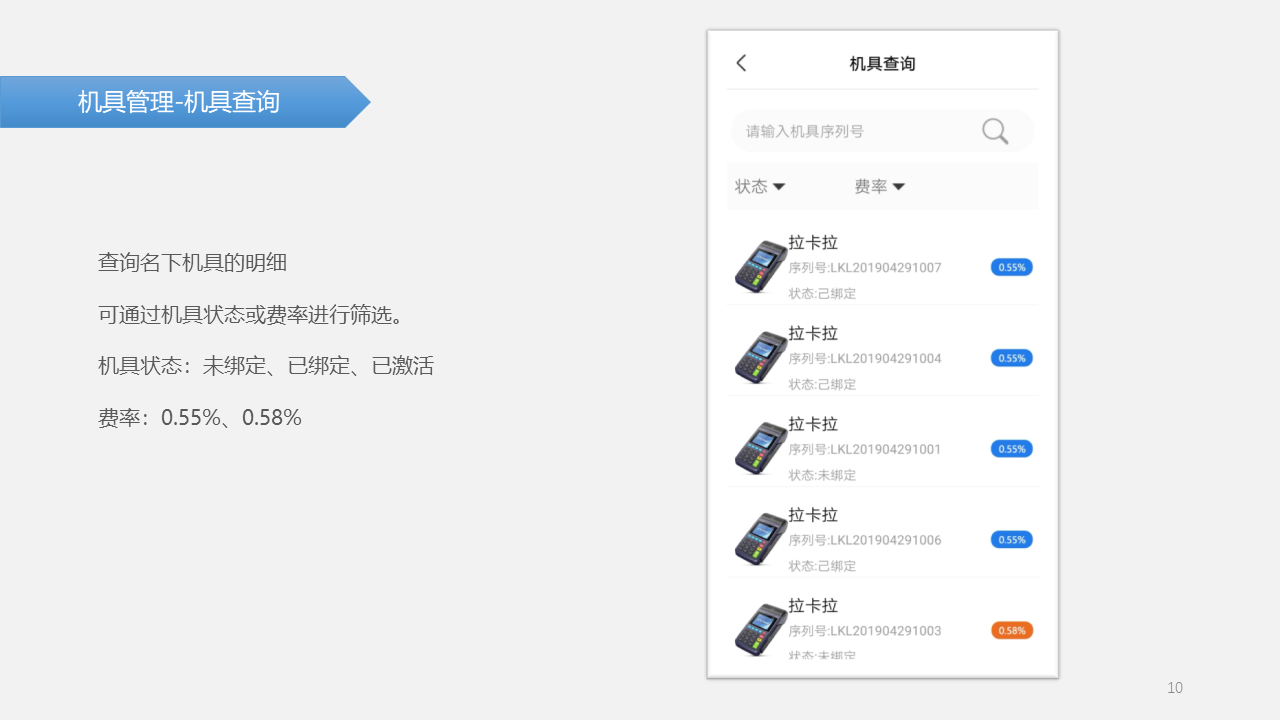 机具管理-机具查询
查询名下机具的明细
可通过机具状态或费率进行筛选。
机具状态：未绑定、已绑定、已激活
费率：0.55%、0.58%
机具查询
请输入机具序列号
状态
费率
拉卡拉
序列号:LKL201904291007
0.55%
状态:己绑定
拉卡拉
序列号:LKL201904291004
0.55%
状态:己绑定
拉卡拉
序列号:LKL201904291001
0.55%
状态:未绑定
拉卡拉
序列号:LKL201904291006
0.55%
状态:己绑定
拉卡拉
序列号:LKL201904291003
0.58%
状态:未绑定
10